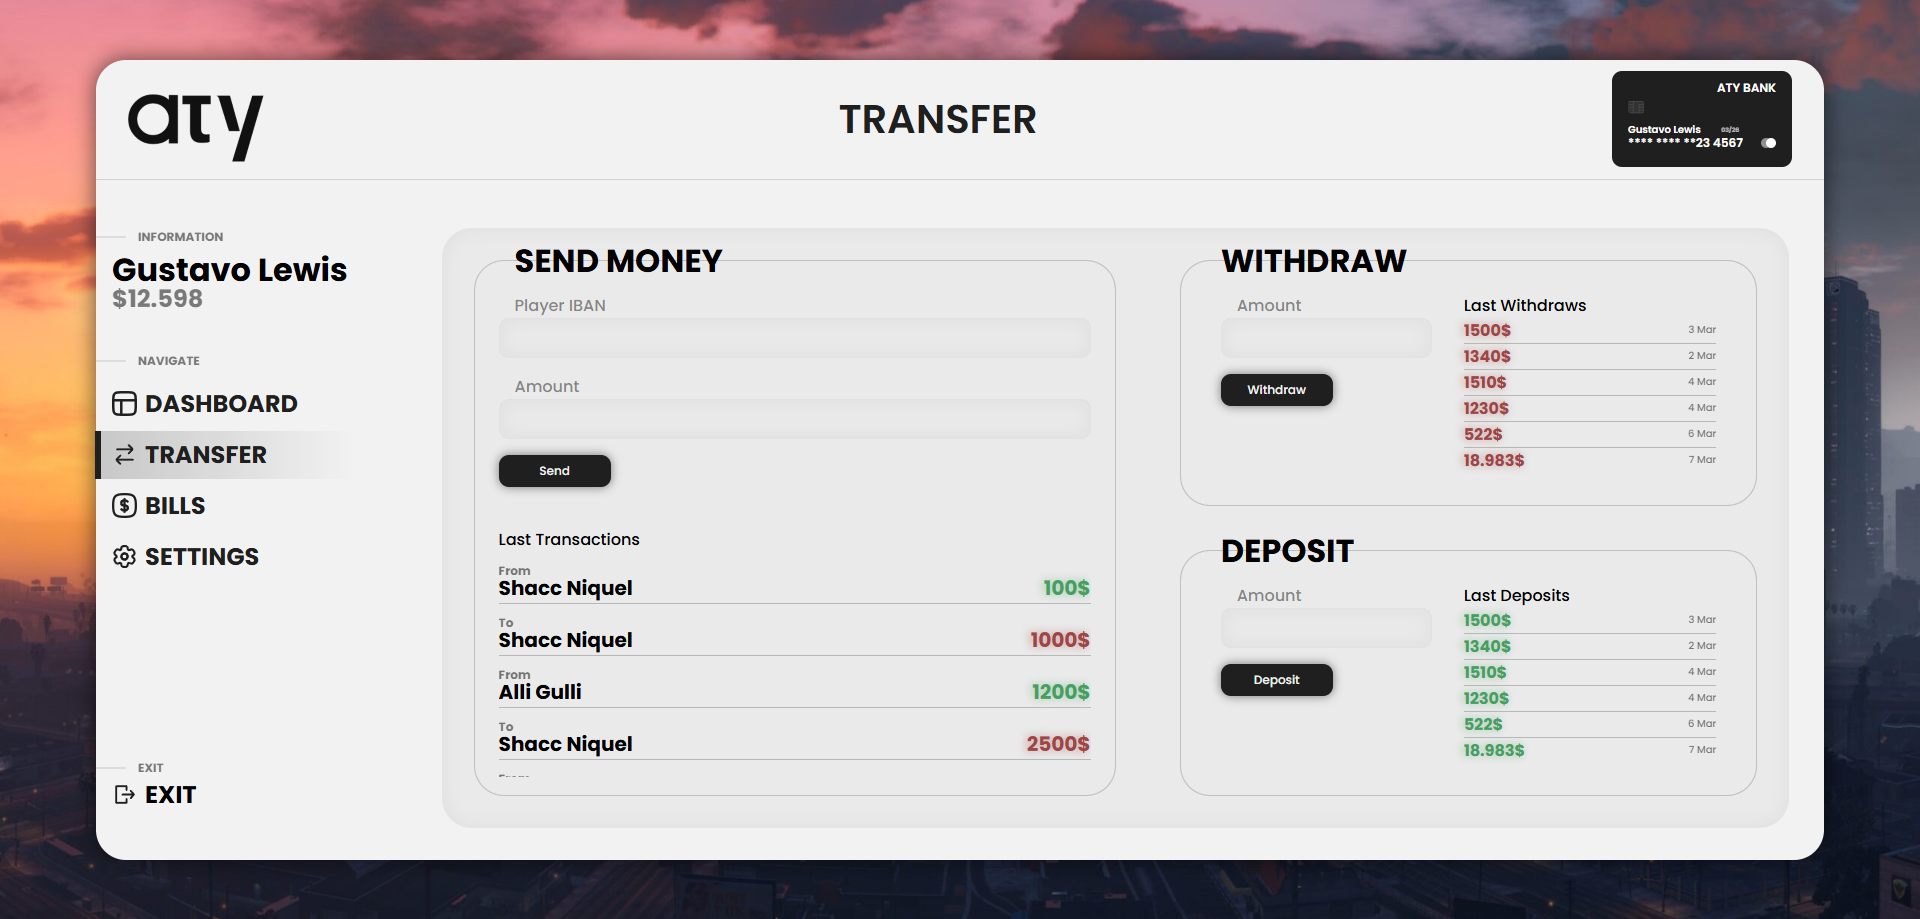 aty
TRANSFER
ATY BANK
Gustavo Lewis 03/26
**** **** **23 4567
INFORMATION
Gustavo Lewis
$12.598
NAVIGATE
DASHBOARD
TRANSFER
BILLS
SETTINGS
EXIT
EXIT
SEND MONEY
Player IBAN
Amount
Send
Last Transactions
From
Shacc Niquel 100$
To
Shacc Niquel 1000$
From
Alli Gulli 1200$
To
Shacc Niquel 2500$
WITHDRAW
Amount
Withdraw
Last Withdraws
1500$ 3 Mar
1340$ 2 Mar
1510$ 4 Mar
1230$ 4 Mar
522$ 6 Mar
18.983$ 7 Mar
DEPOSIT
Amount
Deposit
Last Deposits
1500$ 3 Mar
1340$ 2 Mar
1510$ 4 Mar
1230$ 4 Mar
522$ 6 Mar
18.983$ 7 Mar